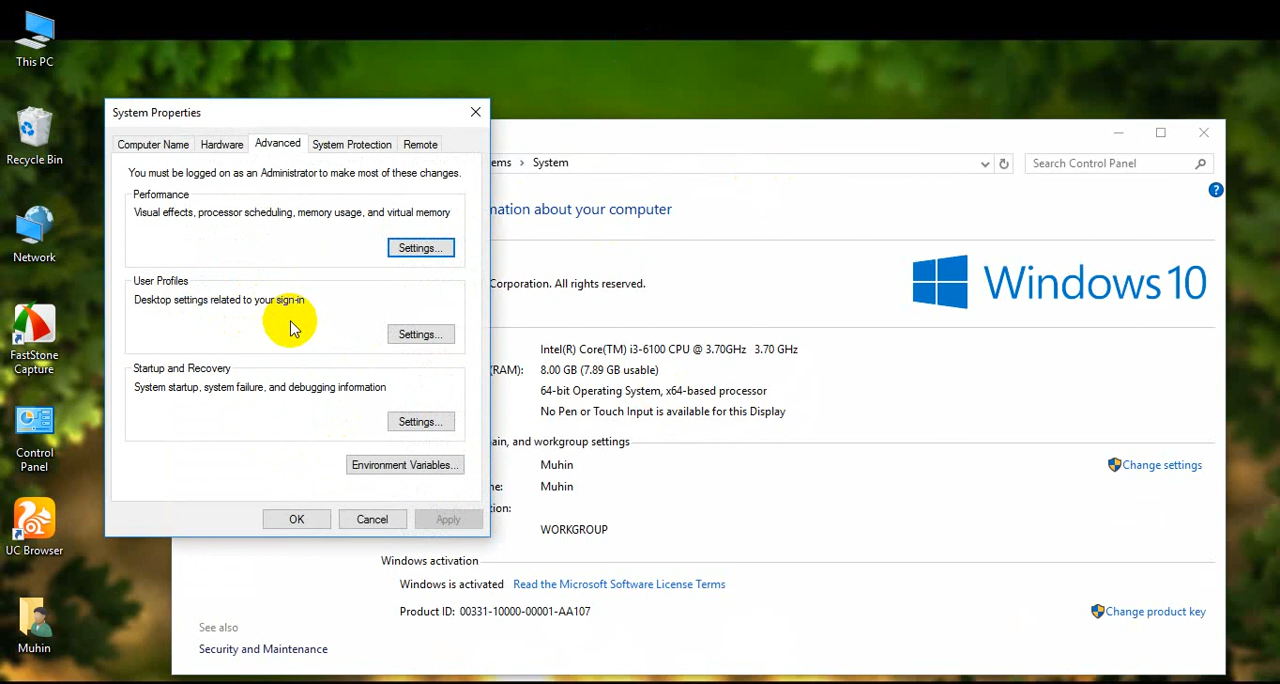 This PC
Recycle Bin
Network
FastStone
Capture
Control
Panel
UC Browser
Muhin
System Properties
Computer Name
Hardware
Advanced
System Protection
Remote
You must be logged on as an Administrator to make most of these changes.
Performance
Visual effects, processor scheduling, memory usage, and virtual memory
Settings...
User Profiles
Desktop settings related to your sign-in
Settings...
Startup and Recovery
System startup, system failure, and debugging information
Settings...
Environment Variables...
OK
Cancel
Apply
ems > System
Search Control Panel
mation about your computer
Corporation. All rights reserved.
Windows 10
Intel(R) Core(TM) i3-6100 CPU @ 3.70GHz 3.70 GHz
(RAM): 8.00 GB (7.89 GB usable)
64-bit Operating System, x64-based processor
No Pen or Touch Input is available for this Display
ain, and workgroup settings
Muhin
Change settings
me: Muhin
tion:
WORKGROUP
Windows activation
Windows is activated Read the Microsoft Software License Terms
Product ID: 00331-10000-00001-AA107
Change product key
See also
Security and Maintenance